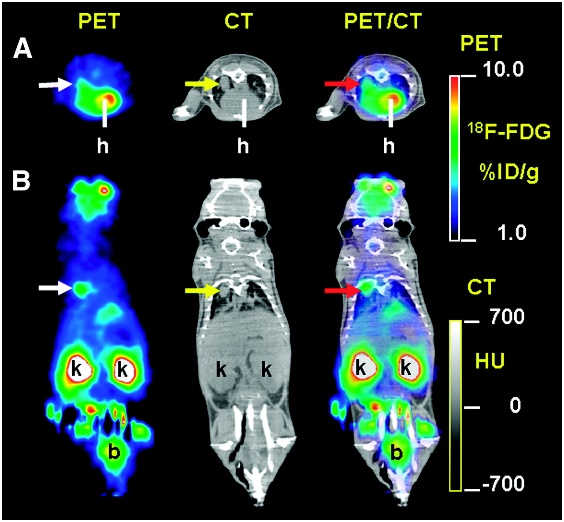 PET CT PET/CT
A
h h h
PET
10.0
18F-FDG
%ID/g
1.0
B
k k k k k k
b b
CT
700
HU
0
-700